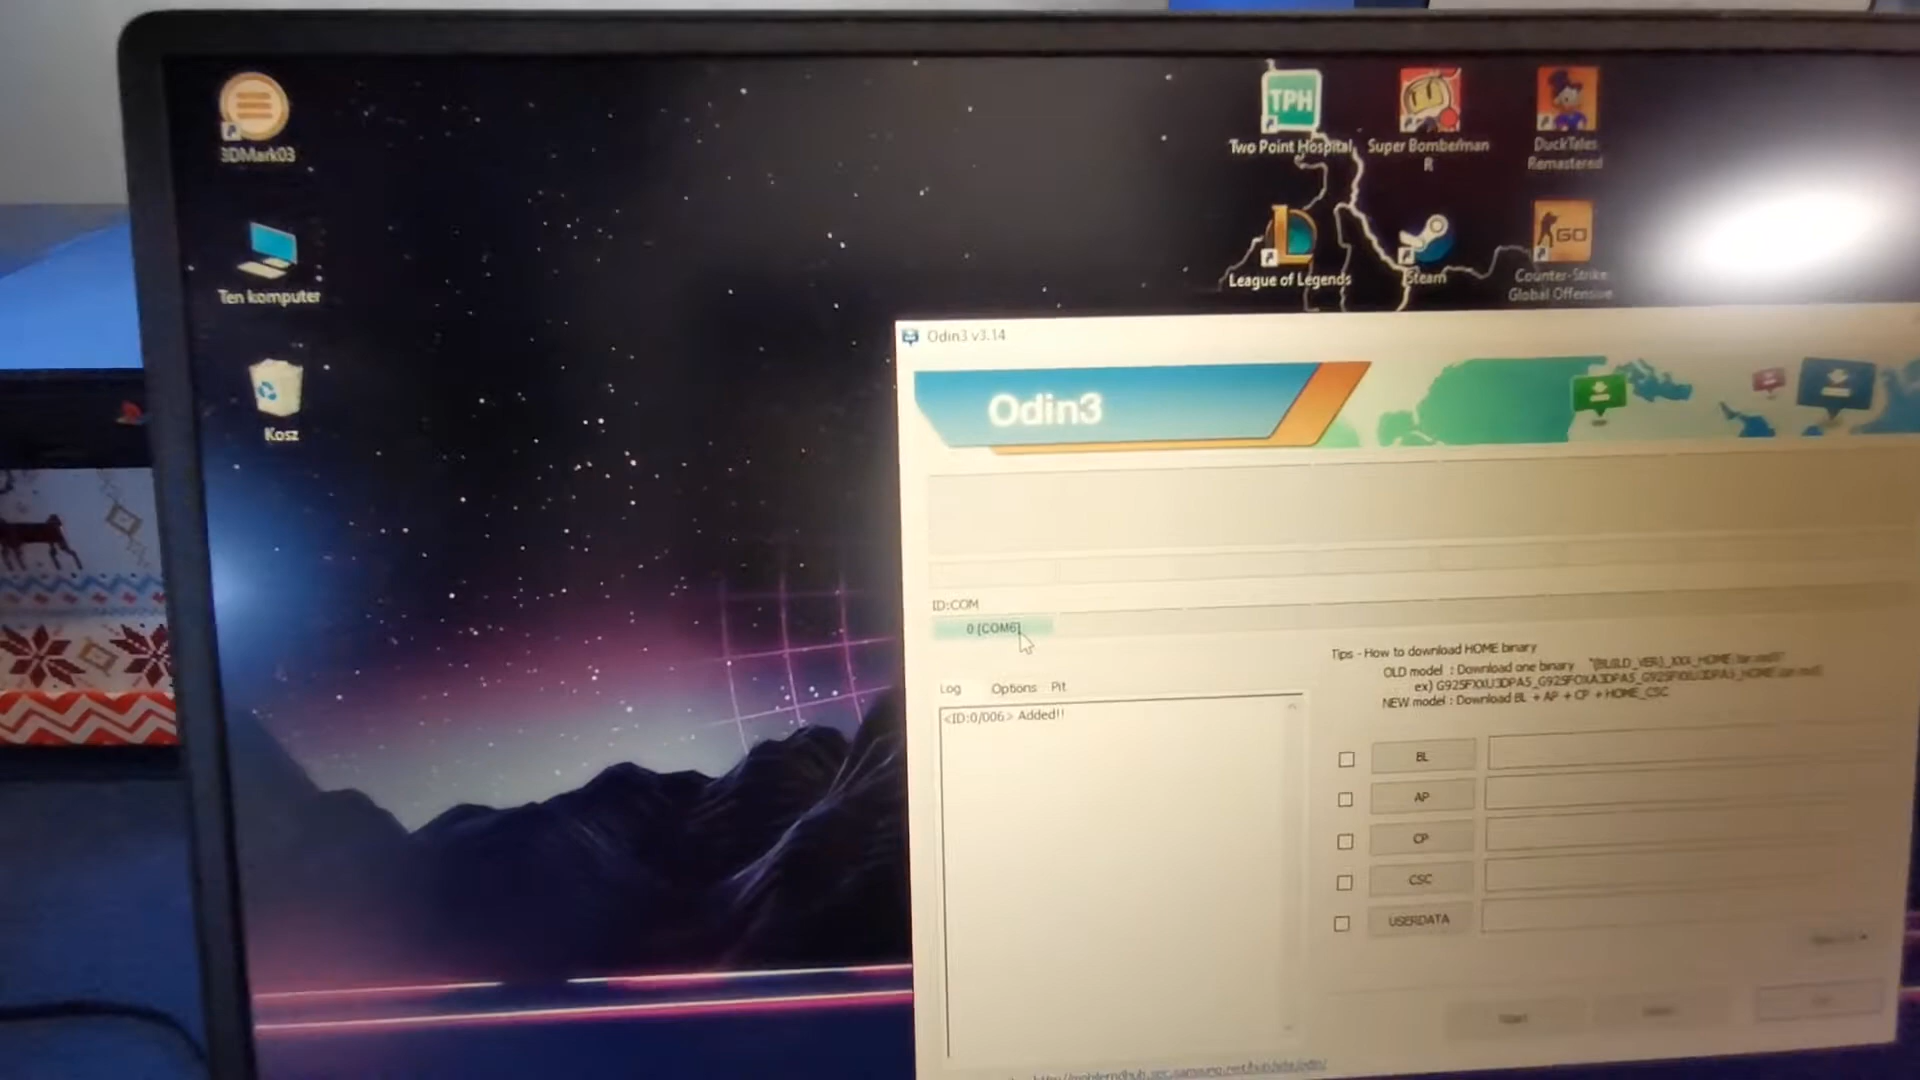 3DMark03
Ten komputer
Kosz
TPH
Two Point Hospital
Super Bomberman
R
DuckTales
Remastered
League of Legends
Steam
GO
Counter-Strike
Global Offensive
Odin3 v3.14
Odin3
ID:COM
0 [COM6]
Log Options Pit
<ID:0/006> Added!!
Tips - How to download HOME binary
OLD model : Download one binary
NEW model : Download BL + AP + CP + HOME_CSC
BL
AP
CP
CSC
USERDATA